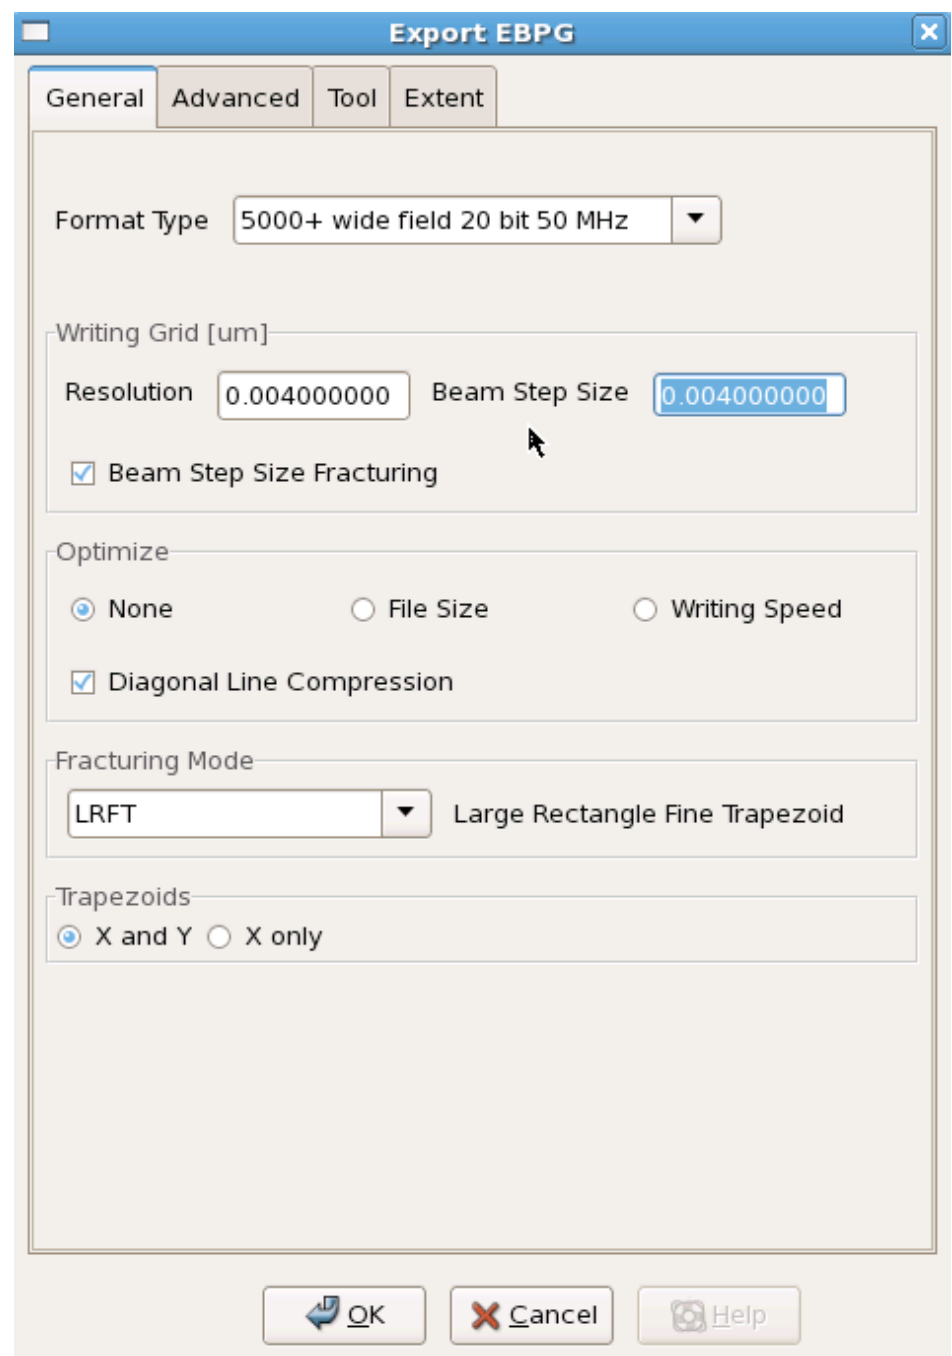 Export EBPG
General Advanced Tool Extent
Format Type 5000+ wide field 20 bit 50 MHz
Writing Grid [um]
Resolution 0.004000000 Beam Step Size 0.004000000
Beam Step Size Fracturing
Optimize
None File Size Writing Speed
Diagonal Line Compression
Fracturing Mode
LRFT Large Rectangle Fine Trapezoid
Trapezoids
X and Y X only
OK Cancel Help